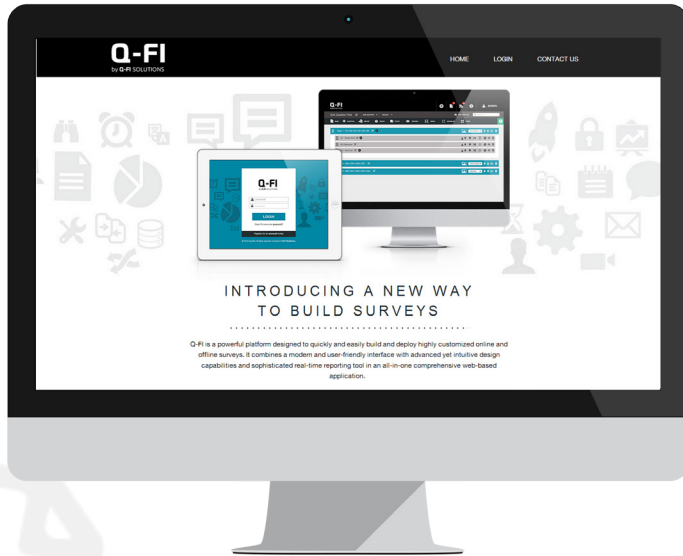 Q-FI
by Q-FI SOLUTIONS
HOME LOGIN CONTACT US
Q-FI
Q-FI
LOGIN
INTRODUCING A NEW WAY
TO BUILD SURVEYS
Q-FI is a powerful platform designed to quickly and easily build and deploy highly customized online and
offline surveys. It combines a modern and user-friendly interface with advanced yet intuitive design
capabilities and sophisticated real-time reporting tool in an all-in-one comprehensive web-based
application.